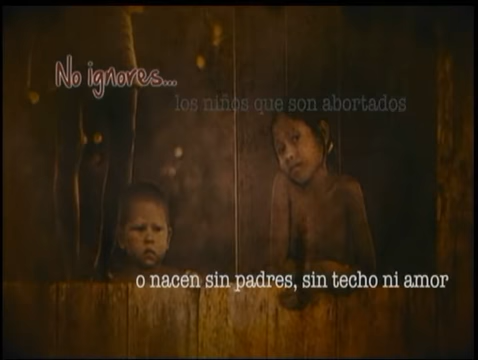 No ignores...
los niños que son abortados
o nacen sin padres, sin techo ni amor